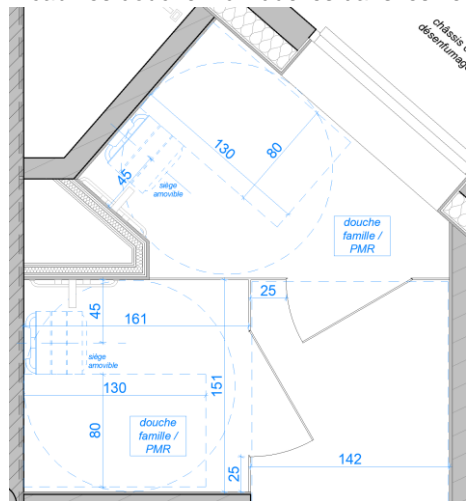 châssis d
désenfumag
130
80
45
siège
amovible
douche
famille /
PMR
25
45
161
siège
amovible
151
130
douche
famille /
PMR
80
25
142